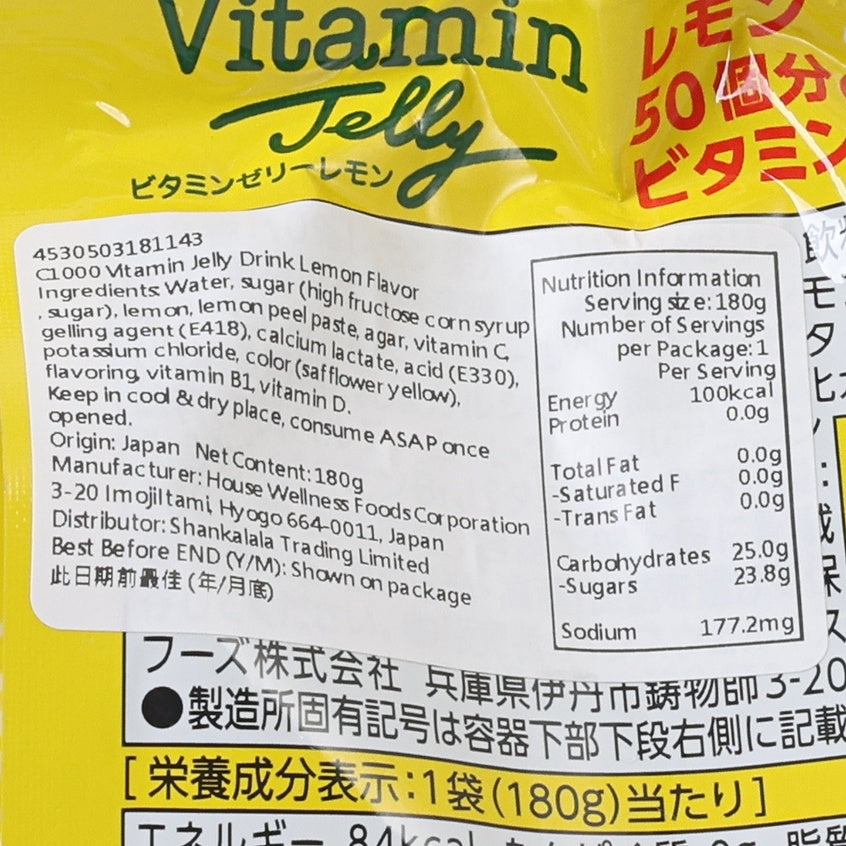 Vitamin
Jelly
ビタミンゼリーレモン
レモン
50個分の
ビタミン
4530503181143
C1000 Vitamin Jelly Drink Lemon Flavor
Ingredients: Water, sugar (high fructose corn syrup
, sugar), lemon, lemon peel paste, agar, vitamin C,
gelling agent (E418), calcium lactate, acid (E330),
potassium chloride, color (safflower yellow),
flavoring, vitamin B1, vitamin D.
Keep in cool & dry place, consume ASAP once
opened.
Origin: Japan Net Content: 180g
Manufacturer: House Wellness Foods Corporation
3-20 ImojiItami, Hyogo 664-0011, Japan
Distributor: Shankalala Trading Limited
Best Before END (Y/M): Shown on package
此日期前最佳 (年/月底)
Nutrition Information
Serving size: 180g
Number of Servings
per Package: 1
Per Serving
Energy 100kcal
Protein 0.0g
Total Fat 0.0g
-Saturated F 0.0g
-Trans Fat 0.0g
Carbohydrates 25.0g
-Sugars 23.8g
Sodium 177.2mg
フーズ株式会社 兵庫県伊丹市鋳物師3-20
●製造所固有記号は容器下部下段右側に記載
[栄養成分表示:1袋(180g)当たり]
エネルギー 84kcal